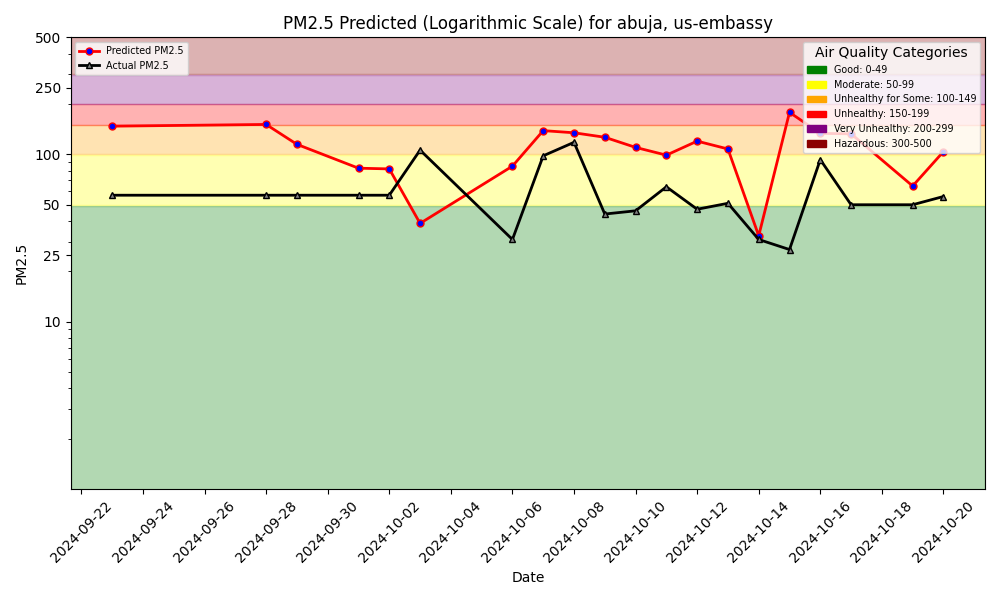 PM2.5 Predicted (Logarithmic Scale) for abuja, us-embassy
Predicted PM2.5
Actual PM2.5
Air Quality Categories
Good: 0-49
Moderate: 50-99
Unhealthy for Some: 100-149
Unhealthy: 150-199
Very Unhealthy: 200-299
Hazardous: 300-500
500
250
100
50
25
10
PM2.5
2024-09-22
2024-09-24
2024-09-26
2024-09-28
2024-09-30
2024-10-02
2024-10-04
2024-10-06
2024-10-08
2024-10-10
2024-10-12
2024-10-14
2024-10-16
2024-10-18
2024-10-20
Date